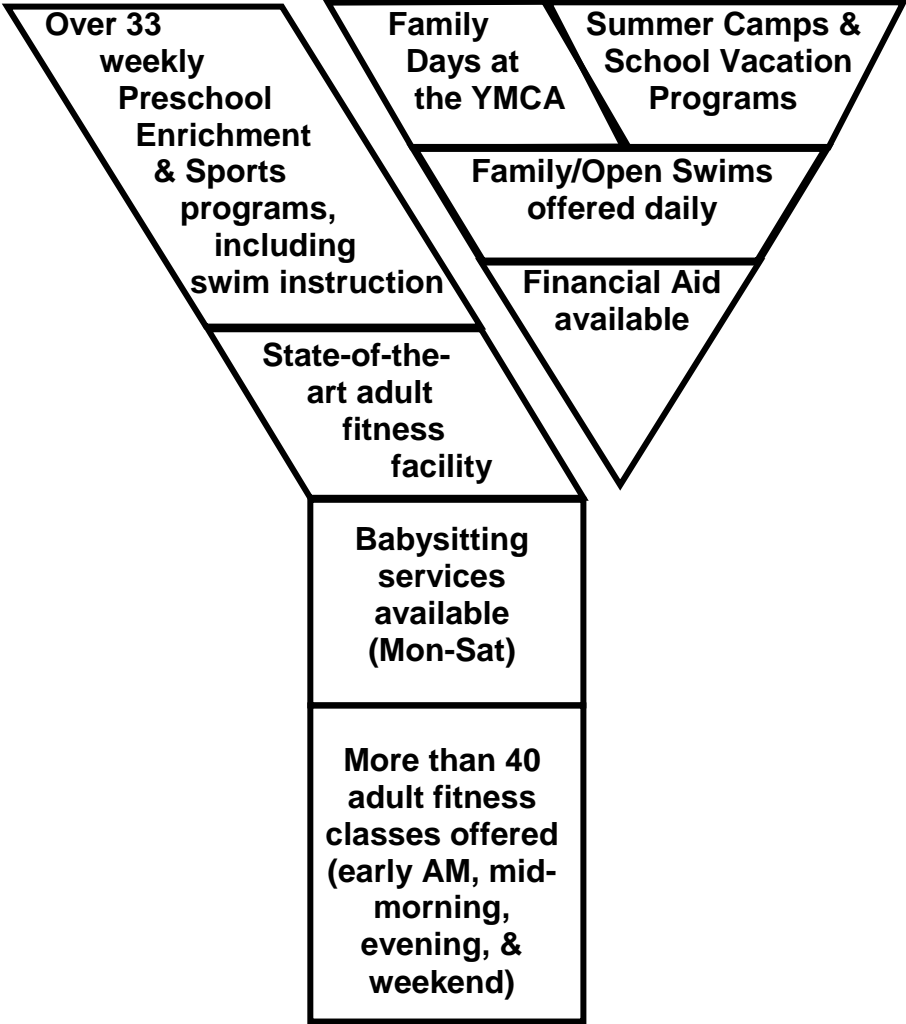 Over 33
weekly
Preschool
Enrichment
& Sports
programs,
including
swim instruction
State-of-the-
art adult
fitness
facility
Babysitting
services
available
(Mon-Sat)
More than 40
adult fitness
classes offered
(early AM, mid-
morning,
evening, &
weekend)
Family
Days at
the YMCA
Summer Camps &
School Vacation
Programs
Family/Open Swims
offered daily
Financial Aid
available